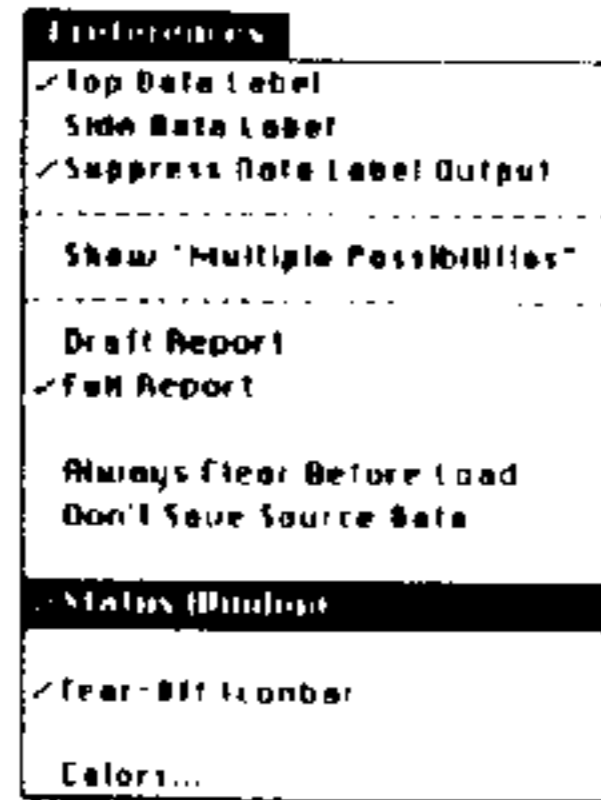 Preferences
✓Top Data Label
Side Data Label
✓Suppress Data Label Output
Show "Multiple Possibilities"
Draft Report
✓Full Report
Always Clear Before Load
Don't Save Source Data
✓Status Window
✓Tear-Off Iconbar
Colors...